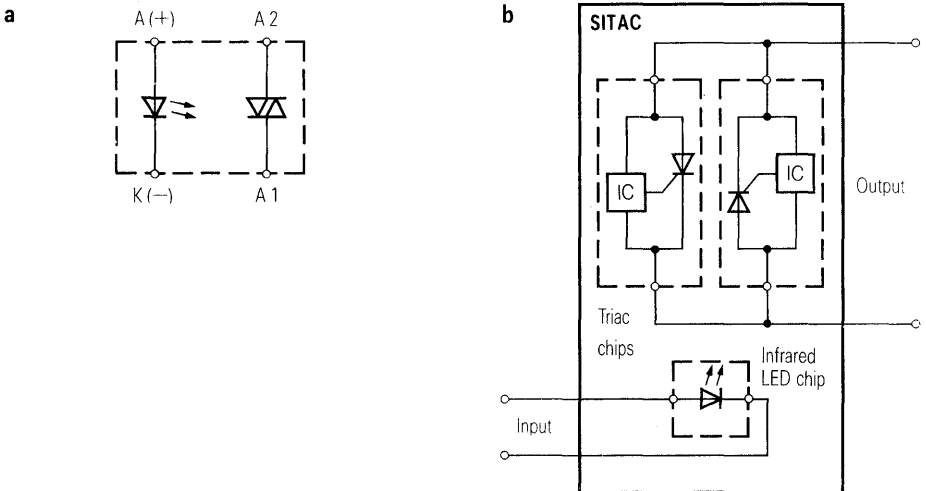 a
A (+)
A 2
K (−)
A 1
b
SITAC
IC
IC
Output
Triac
chips
Infrared
LED chip
Input